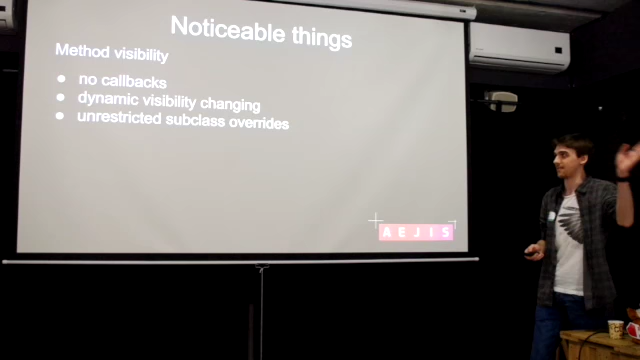 Noticeable things
Method visibility
● no callbacks
● dynamic visibility changing
● unrestricted subclass overrides
AEJIS